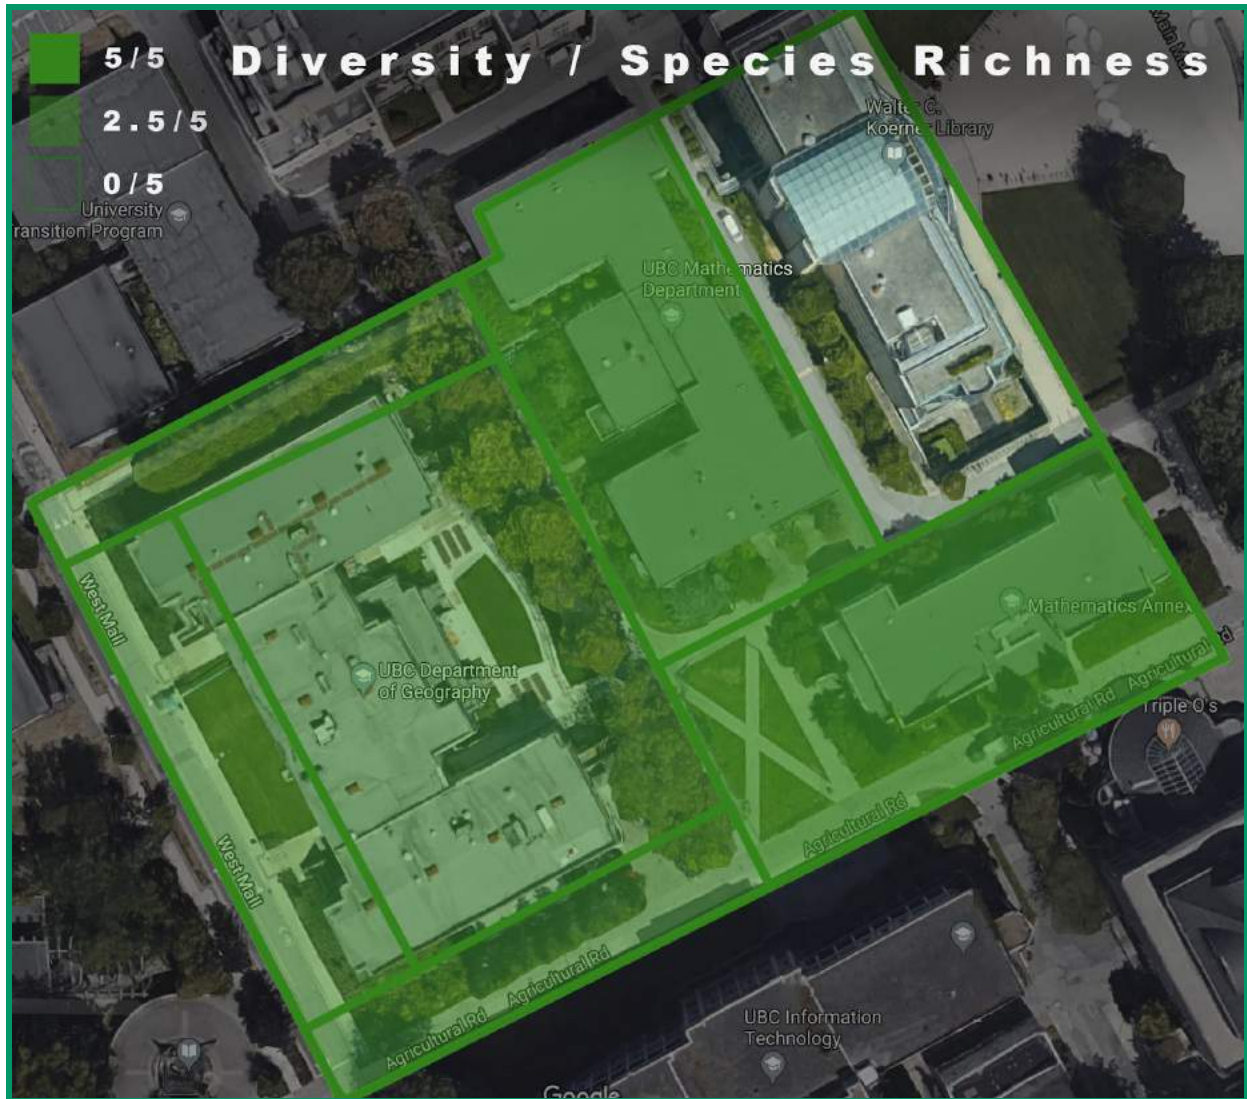 5/5
Diversity / Species Richness
2.5/5
0/5
Main M
Walter C.
Koerner Library
University
ransition Program
UBC Mathematics
Department
West Mall
UBC Department
of Geography
Mathematics Annex
Agricultural Rd
Agricultural Rd
Triple O's
Agricultural Rd
West Mall
Agricultural Rd
Agricultural Rd
UBC Information
Technology
Google